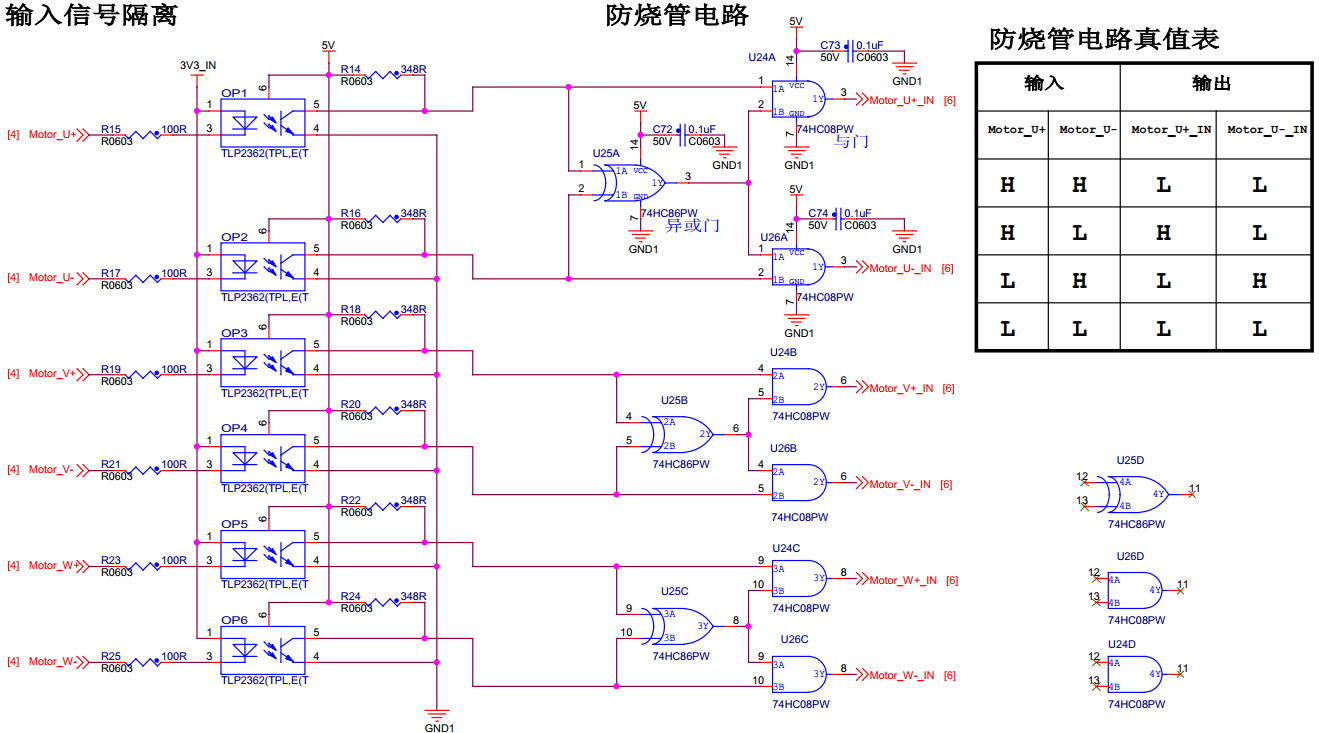 输入信号隔离
防烧管电路
防烧管电路真值表
3V3_IN
5V
R14 348R
R0603
OP1
6
1
5
3
4
[4] Motor_U+
R15 100R
R0603
TLP2362(TPL,E(T
R16 348R
R0603
OP2
6
1
5
3
4
[4] Motor_U-
R17 100R
R0603
TLP2362(TPL,E(T
R18 348R
R0603
OP3
6
1
5
3
4
[4] Motor_V+
R19 100R
R0603
TLP2362(TPL,E(T
R20 348R
R0603
OP4
6
1
5
3
4
[4] Motor_V-
R21 100R
R0603
TLP2362(TPL,E(T
R22 348R
R0603
OP5
6
1
5
3
4
[4] Motor_W+
R23 100R
R0603
TLP2362(TPL,E(T
R24 348R
R0603
OP6
6
1
5
3
4
[4] Motor_W-
R25 100R
R0603
TLP2362(TPL,E(T
GND1
5V
C72 0.1uF
50V C0603
GND1
14
U25A
1
1A VCC
1Y
3
2
1B GND
7
74HC86PW
异或门
GND1
5V
C73 0.1uF
50V C0603
GND1
U24A
14
1
1A VCC
1Y
3
Motor_U+_IN [6]
2
1B GND
7
74HC08PW
与门
GND1
5V
C74 0.1uF
50V C0603
GND1
U26A
14
1
1A VCC
1Y
3
Motor_U-_IN [6]
2
1B GND
7
74HC08PW
GND1
U24B
4
2A
2Y
6
Motor_V+_IN [6]
5
2B
74HC08PW
U25B
4
2A
2Y
6
5
2B
74HC86PW
U26B
4
2A
2Y
6
Motor_V-_IN [6]
5
2B
74HC08PW
U24C
9
3A
3Y
8
Motor_W+_IN [6]
10
3B
74HC08PW
U25C
9
3A
3Y
8
10
3B
74HC86PW
U26C
9
3A
3Y
8
Motor_W-_IN [6]
10
3B
74HC08PW
输入 输出
Motor_U+ Motor_U- Motor_U+_IN Motor_U-_IN
H H L L
H L H L
L H L H
L L L L
U25D
12
4A
4Y
11
13
4B
74HC86PW
U26D
12
4A
4Y
11
13
4B
74HC08PW
U24D
12
4A
4Y
11
13
4B
74HC08PW